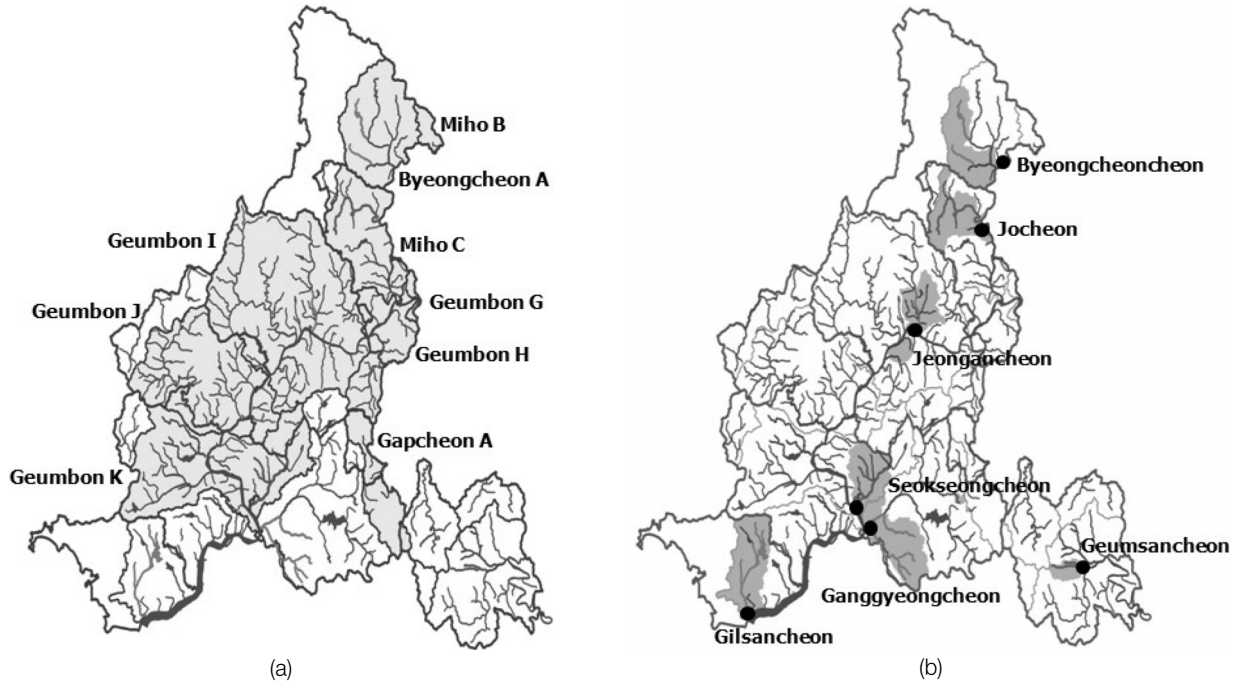 Miho B
Byeongcheon A
Geumbon I
Miho C
Geumbon J
Geumbon G
Geumbon H
Gapcheon A
Geumbon K
(a)
Byeongcheoncheon
Jocheon
Jeongancheon
Seokseongcheon
Geumsancheon
Ganggyeongcheon
Gilsancheon
(b)